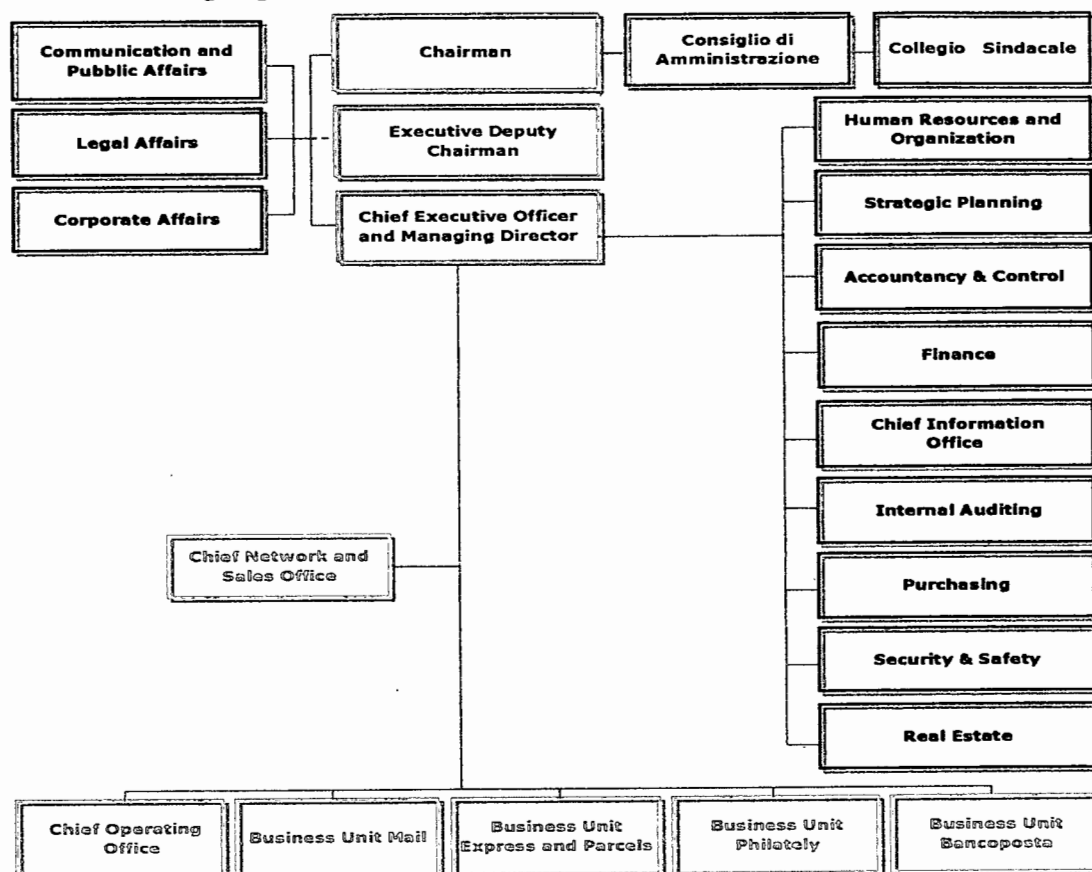 Communication and
Pubblic Affairs
Chairman
Consiglio di
Amministrazione
Collegio Sindacale
Legal Affairs
Executive Deputy
Chairman
Corporate Affairs
Chief Executive Officer
and Managing Director
Human Resources and
Organization
Strategic Planning
Accountancy & Control
Finance
Chief Information
Office
Internal Auditing
Purchasing
Security & Safety
Real Estate
Chief Network and
Sales Office
Chief Operating
Office
Business Unit Mail
Business Unit
Express and Parcels
Business Unit
Philately
Business Unit
Bancoposta